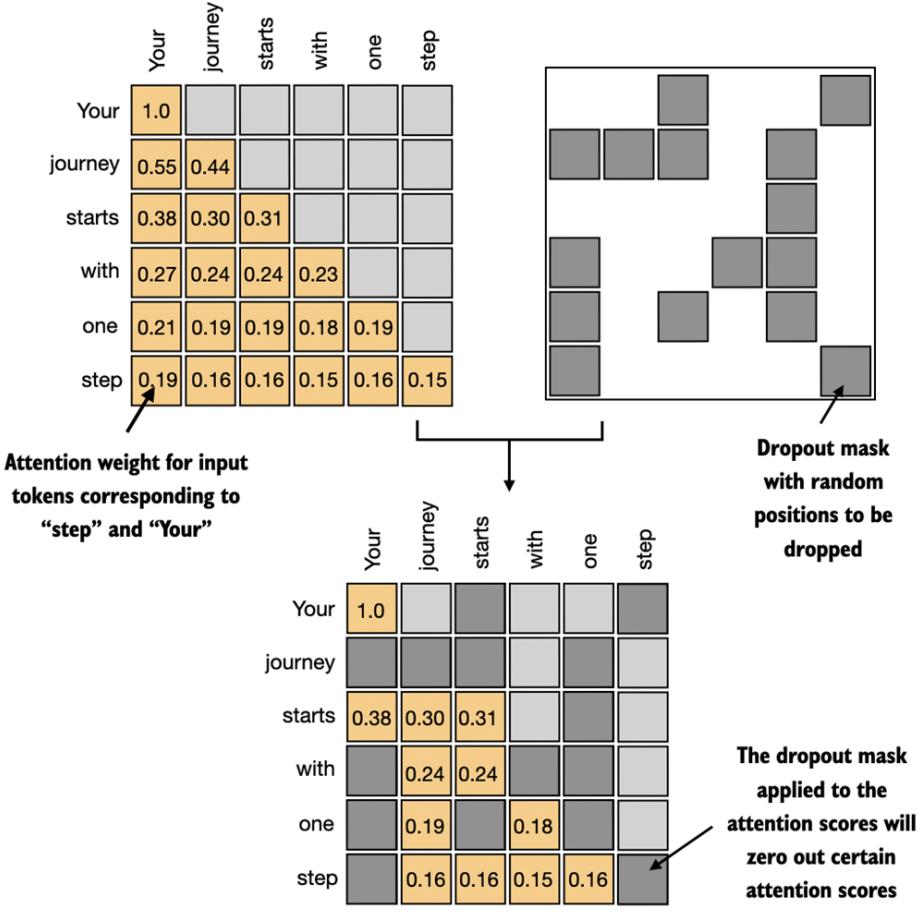 Your journey starts with one step
Your 1.0
journey 0.55 0.44
starts 0.38 0.30 0.31
with 0.27 0.24 0.24 0.23
one 0.21 0.19 0.19 0.18 0.19
step 0.19 0.16 0.16 0.15 0.16 0.15
Attention weight for input
tokens corresponding to
“step” and “Your”
Dropout mask
with random
positions to be
dropped
Your journey starts with one step
Your 1.0
journey
starts 0.38 0.30 0.31
with 0.24 0.24
one 0.19 0.18
step 0.16 0.16 0.15 0.16
The dropout mask
applied to the
attention scores will
zero out certain
attention scores